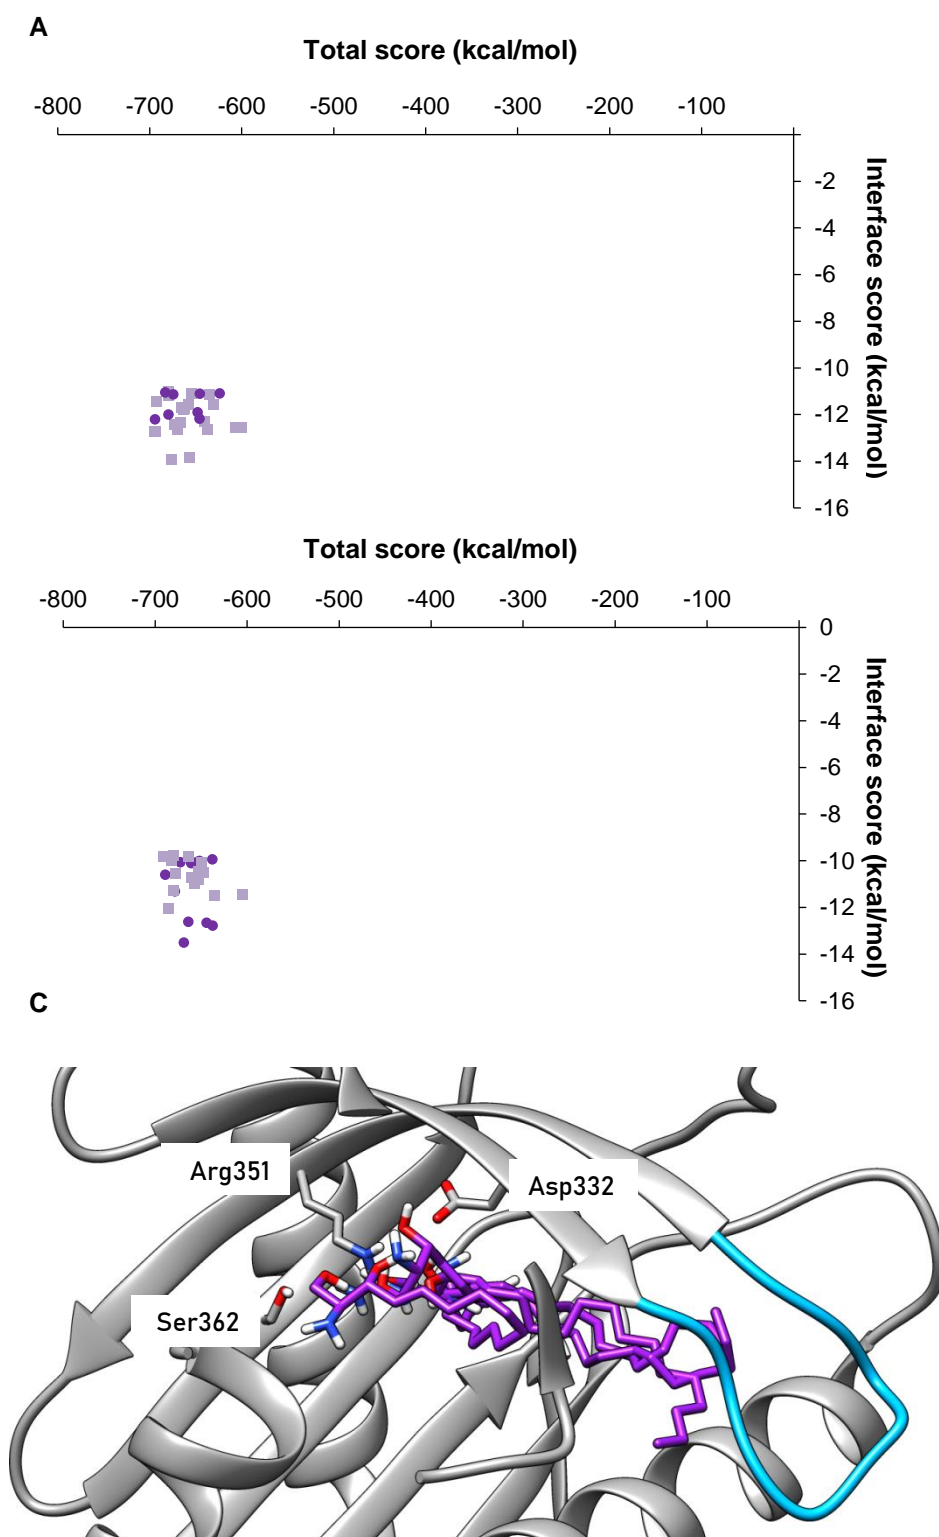 A
Total score (kcal/mol)
-800 -700 -600 -500 -400 -300 -200 -100
-2
-4
-6
-8
-10
-12
-14
-16
Interface score (kcal/mol)
Total score (kcal/mol)
-800 -700 -600 -500 -400 -300 -200 -100
0
-2
-4
-6
-8
-10
-12
-14
-16
Interface score (kcal/mol)
C
Arg351
Asp332
Ser362